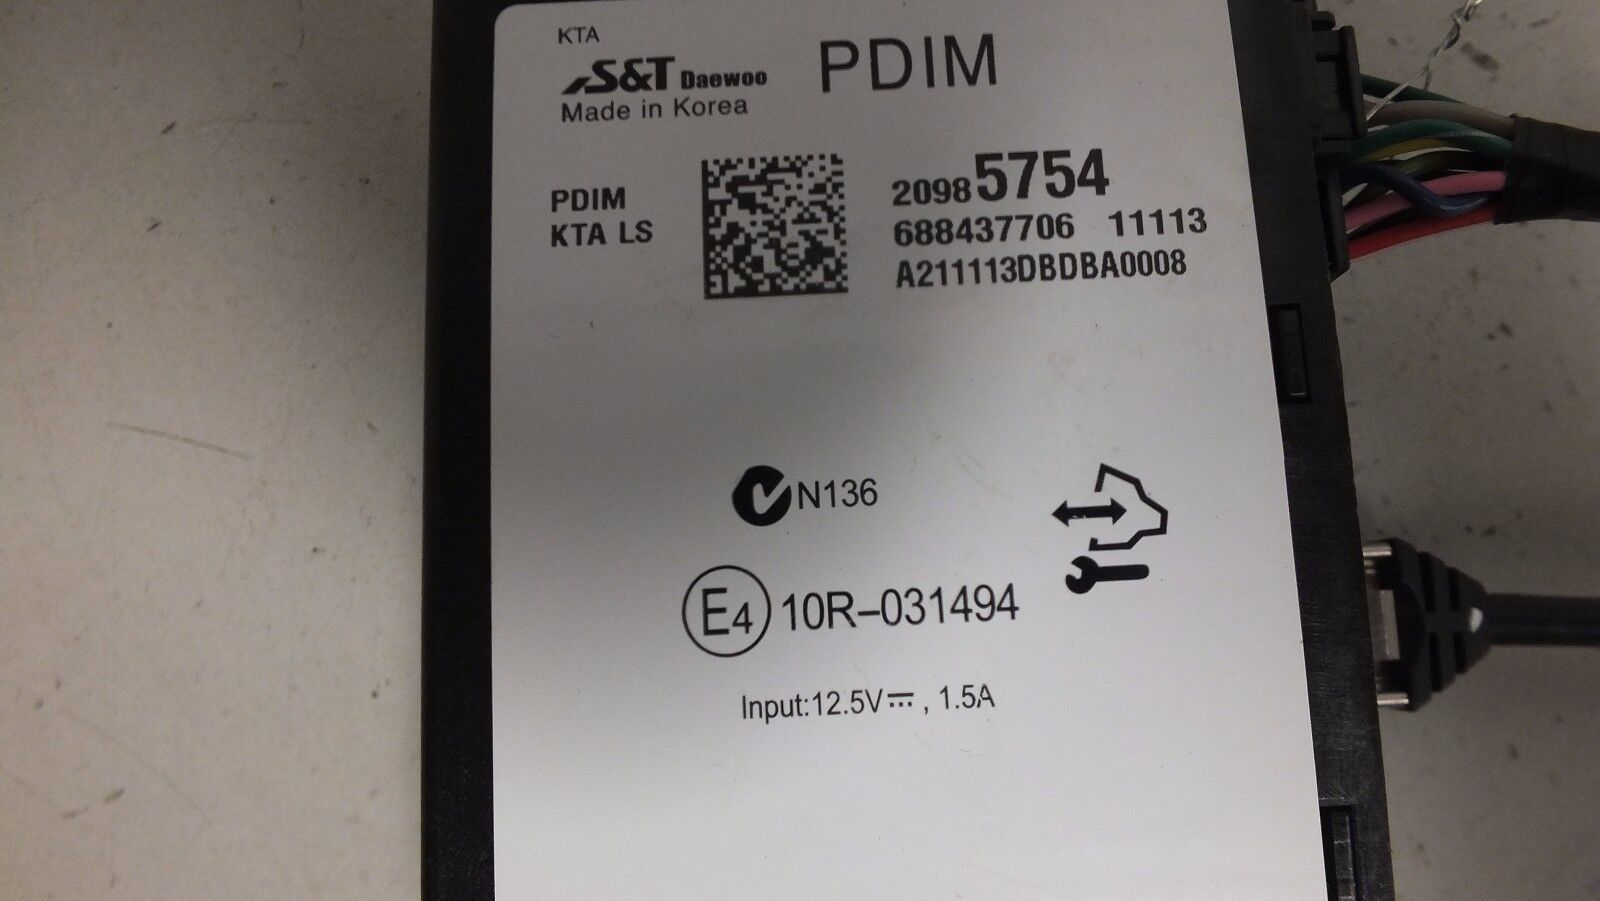 KTA
S&T Daewoo PDIM
Made in Korea
PDIM
KTA LS
20985754
688437706 11113
A211113DBDBA0008
N136
E4 10R-031494
Input:12.5V⎓, 1.5A